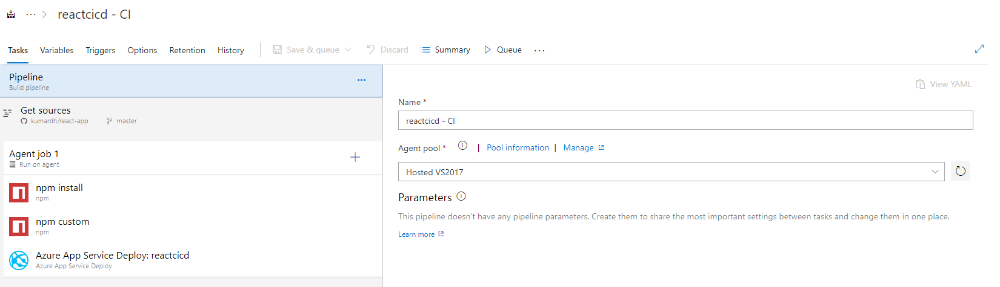 ··· > reactcicd - CI
Tasks Variables Triggers Options Retention History Save & queue Discard Summary Queue ···
Pipeline ···
Build pipeline
Get sources
kumardh/react-app master
Agent job 1
Run on agent
npm install
npm
npm custom
npm
Azure App Service Deploy: reactcicd
Azure App Service Deploy
View YAML
Name *
reactcicd - CI
Agent pool * | Pool information | Manage
Hosted VS2017
Parameters
This pipeline doesn't have any pipeline parameters. Create them to share the most important settings between tasks and change them in one place.
Learn more